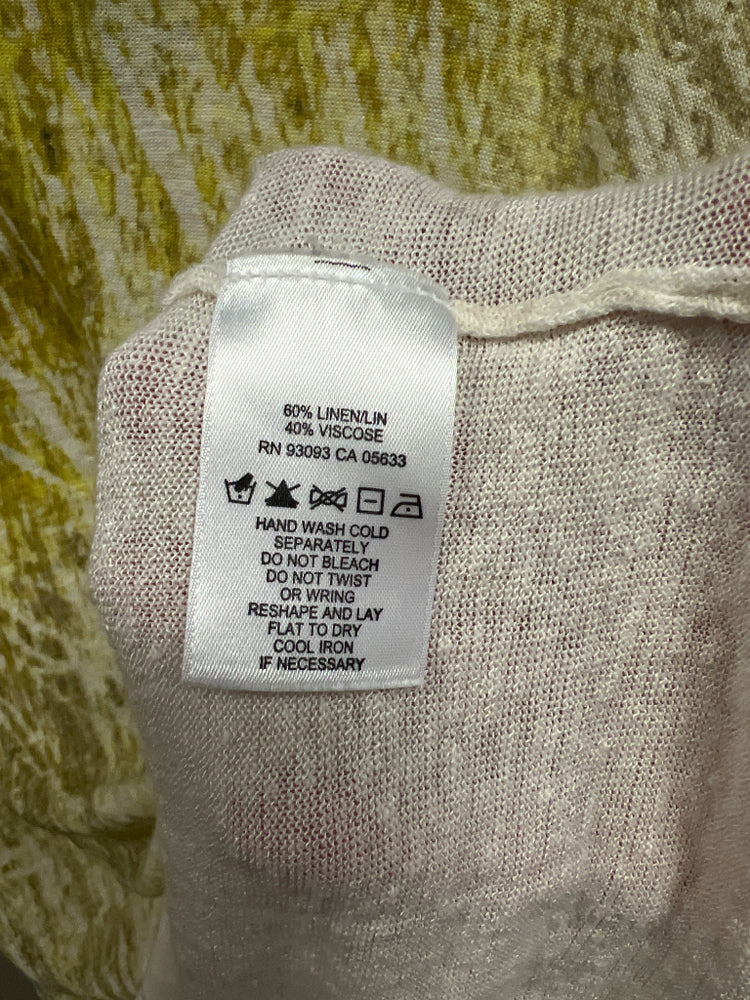 60% LINEN/LIN
40% VISCOSE
RN 93093 CA 05633
HAND WASH COLD
SEPARATELY
DO NOT BLEACH
DO NOT TWIST
OR WRING
RESHAPE AND LAY
FLAT TO DRY
COOL IRON
IF NECESSARY